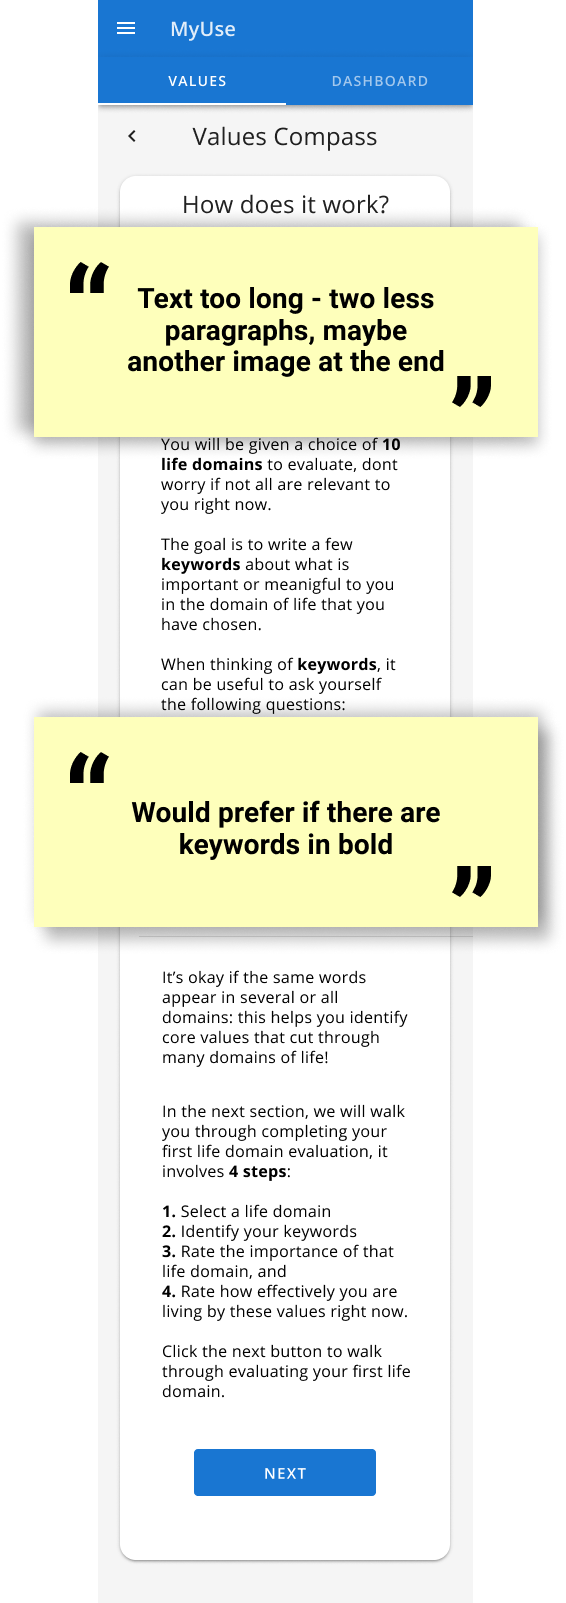 MyUse
VALUES
DASHBOARD
Values Compass
How does it work?
“
Text too long - two less
paragraphs, maybe
another image at the end
”
You will be given a choice of 10
life domains to evaluate, dont
worry if not all are relevant to
you right now.
The goal is to write a few
keywords about what is
important or meanigful to you
in the domain of life that you
have chosen.
When thinking of keywords, it
can be useful to ask yourself
the following questions:
“
Would prefer if there are
keywords in bold
”
It’s okay if the same words
appear in several or all
domains: this helps you identify
core values that cut through
many domains of life!
In the next section, we will walk
you through completing your
first life domain evaluation, it
involves 4 steps:
1. Select a life domain
2. Identify your keywords
3. Rate the importance of that
life domain, and
4. Rate how effectively you are
living by these values right now.
Click the next button to walk
through evaluating your first life
domain.
NEXT